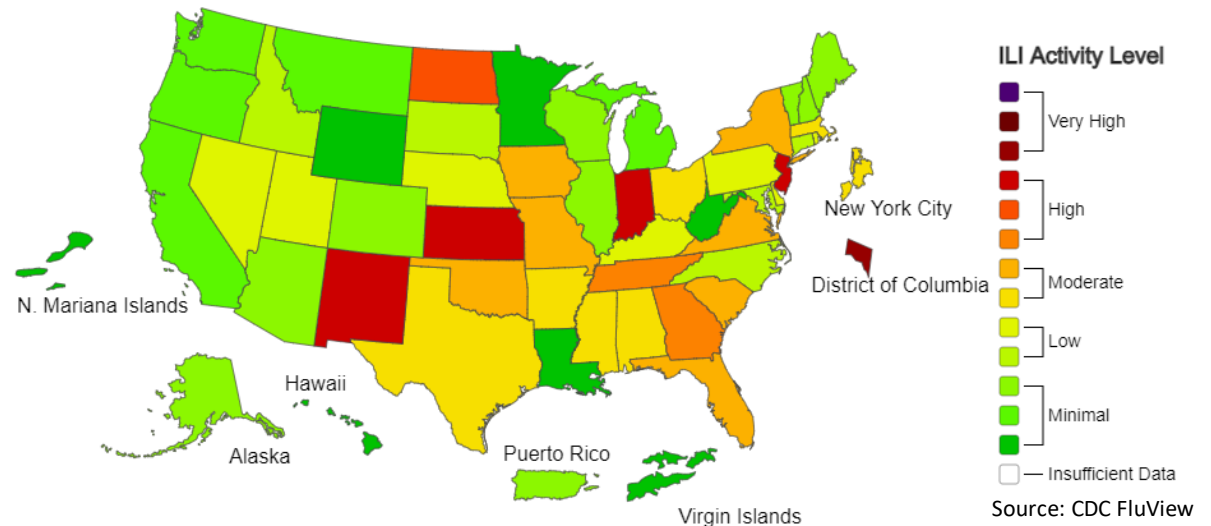 ILI Activity Level
Very High
High
Moderate
Low
Minimal
Insufficient Data
New York City
District of Columbia
N. Mariana Islands
Hawaii
Alaska
Puerto Rico
Virgin Islands
Source: CDC FluView